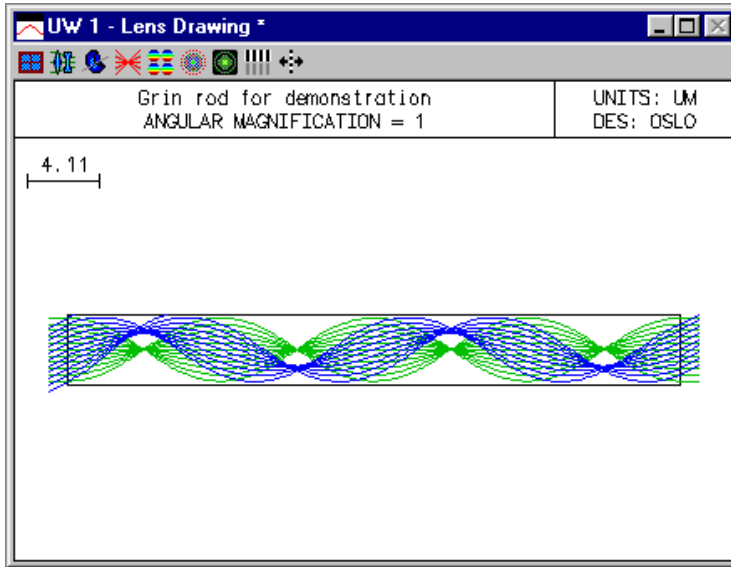 UW 1 - Lens Drawing *
Grin rod for demonstration
ANGULAR MAGNIFICATION = 1
UNITS: UM
DES: OSLO
4.11